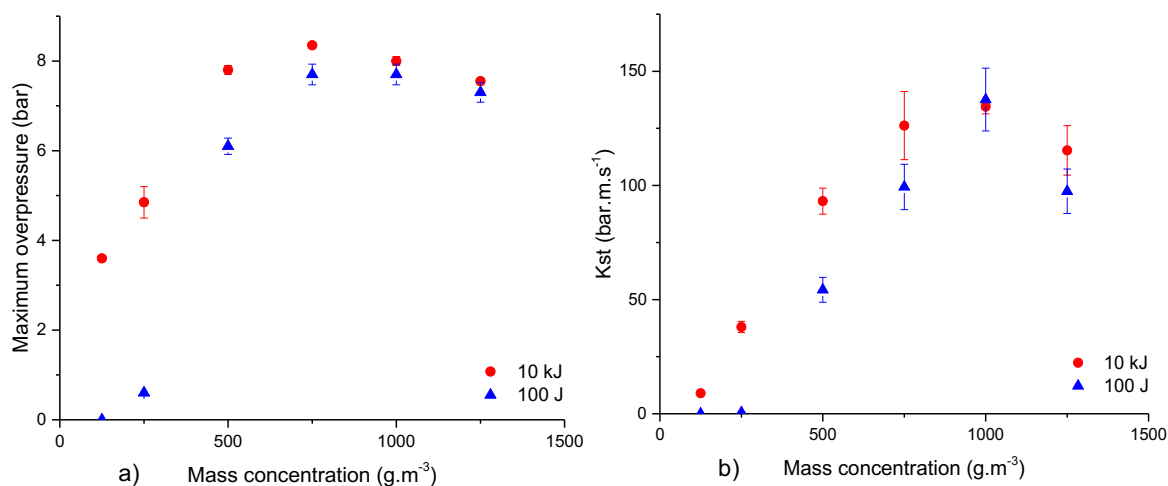 8
6
4
2
0
Maximum overpressure (bar)
10 kJ
100 J
0
500
1000
1500
a)
Mass concentration (g.m⁻³)
150
100
50
0
Kst (bar.m.s⁻¹)
10 kJ
100 J
0
500
1000
1500
b)
Mass concentration (g.m⁻³)